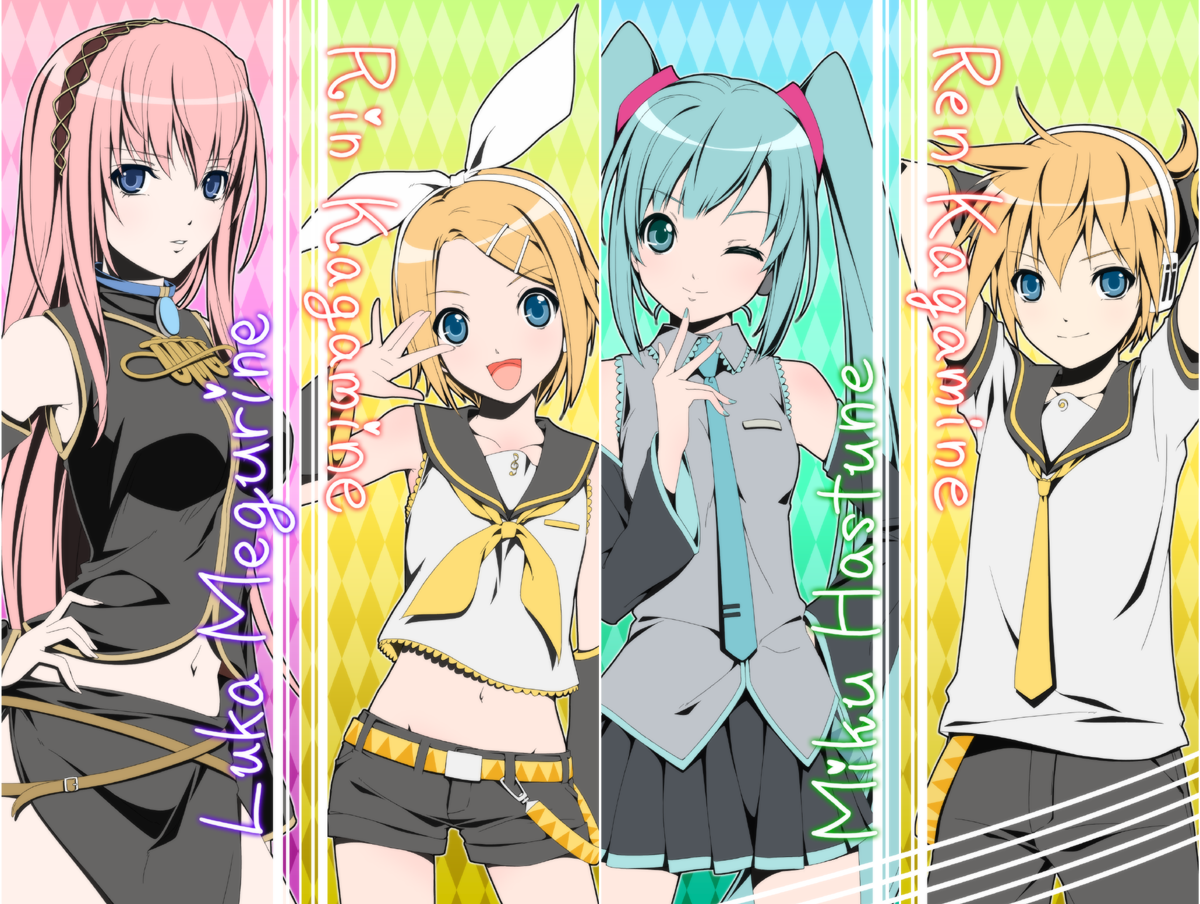 Luka Megurine
Rin Kagamine
Miku Hastune
Ren Kagamine